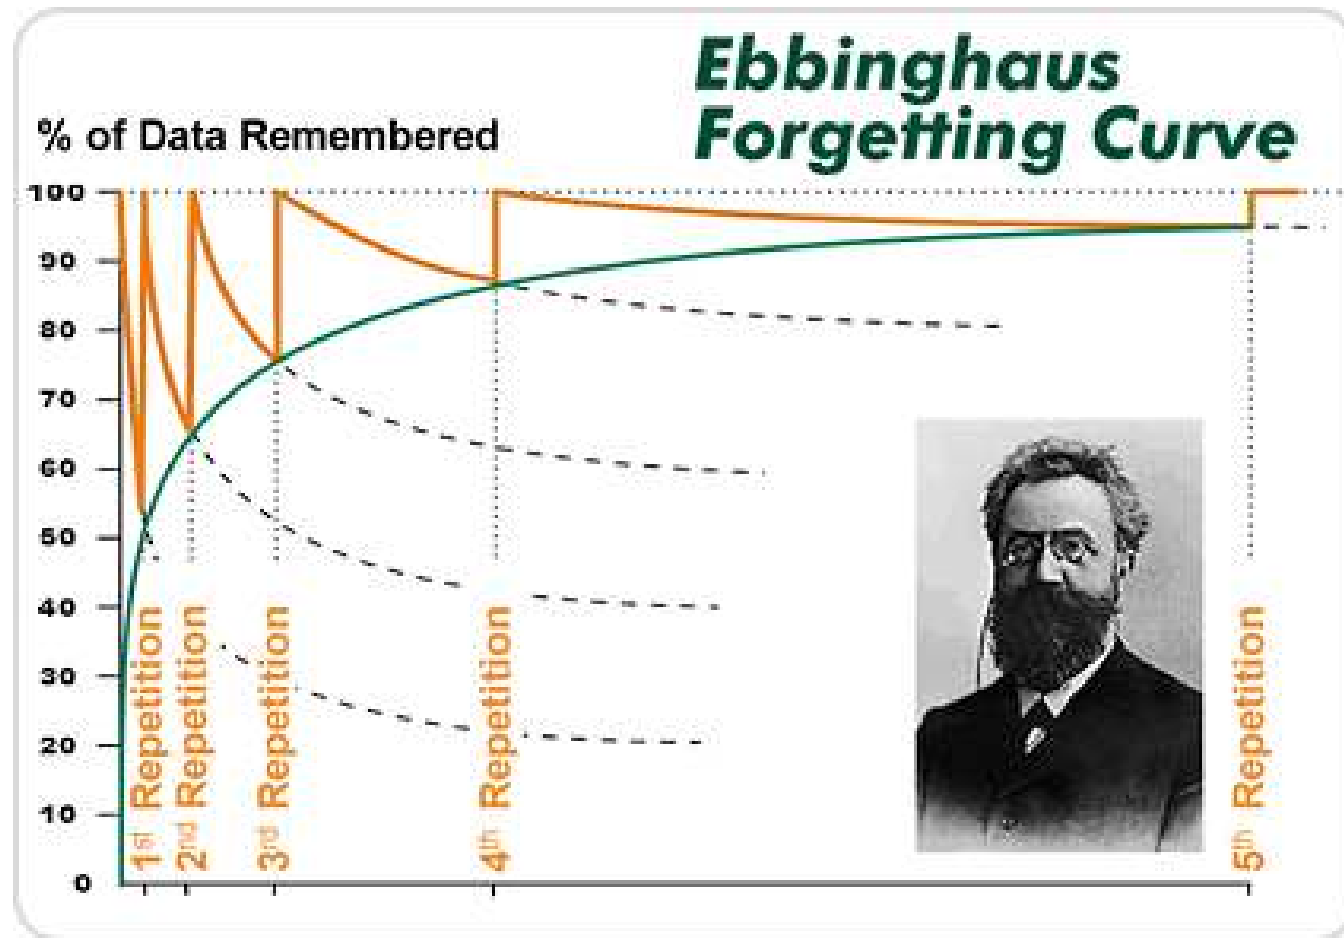 Ebbinghaus
Forgetting Curve
% of Data Remembered
100
90
80
70
60
50
40
30
20
10
0
1st Repetition
2nd Repetition
3rd Repetition
4th Repetition
5th Repetition